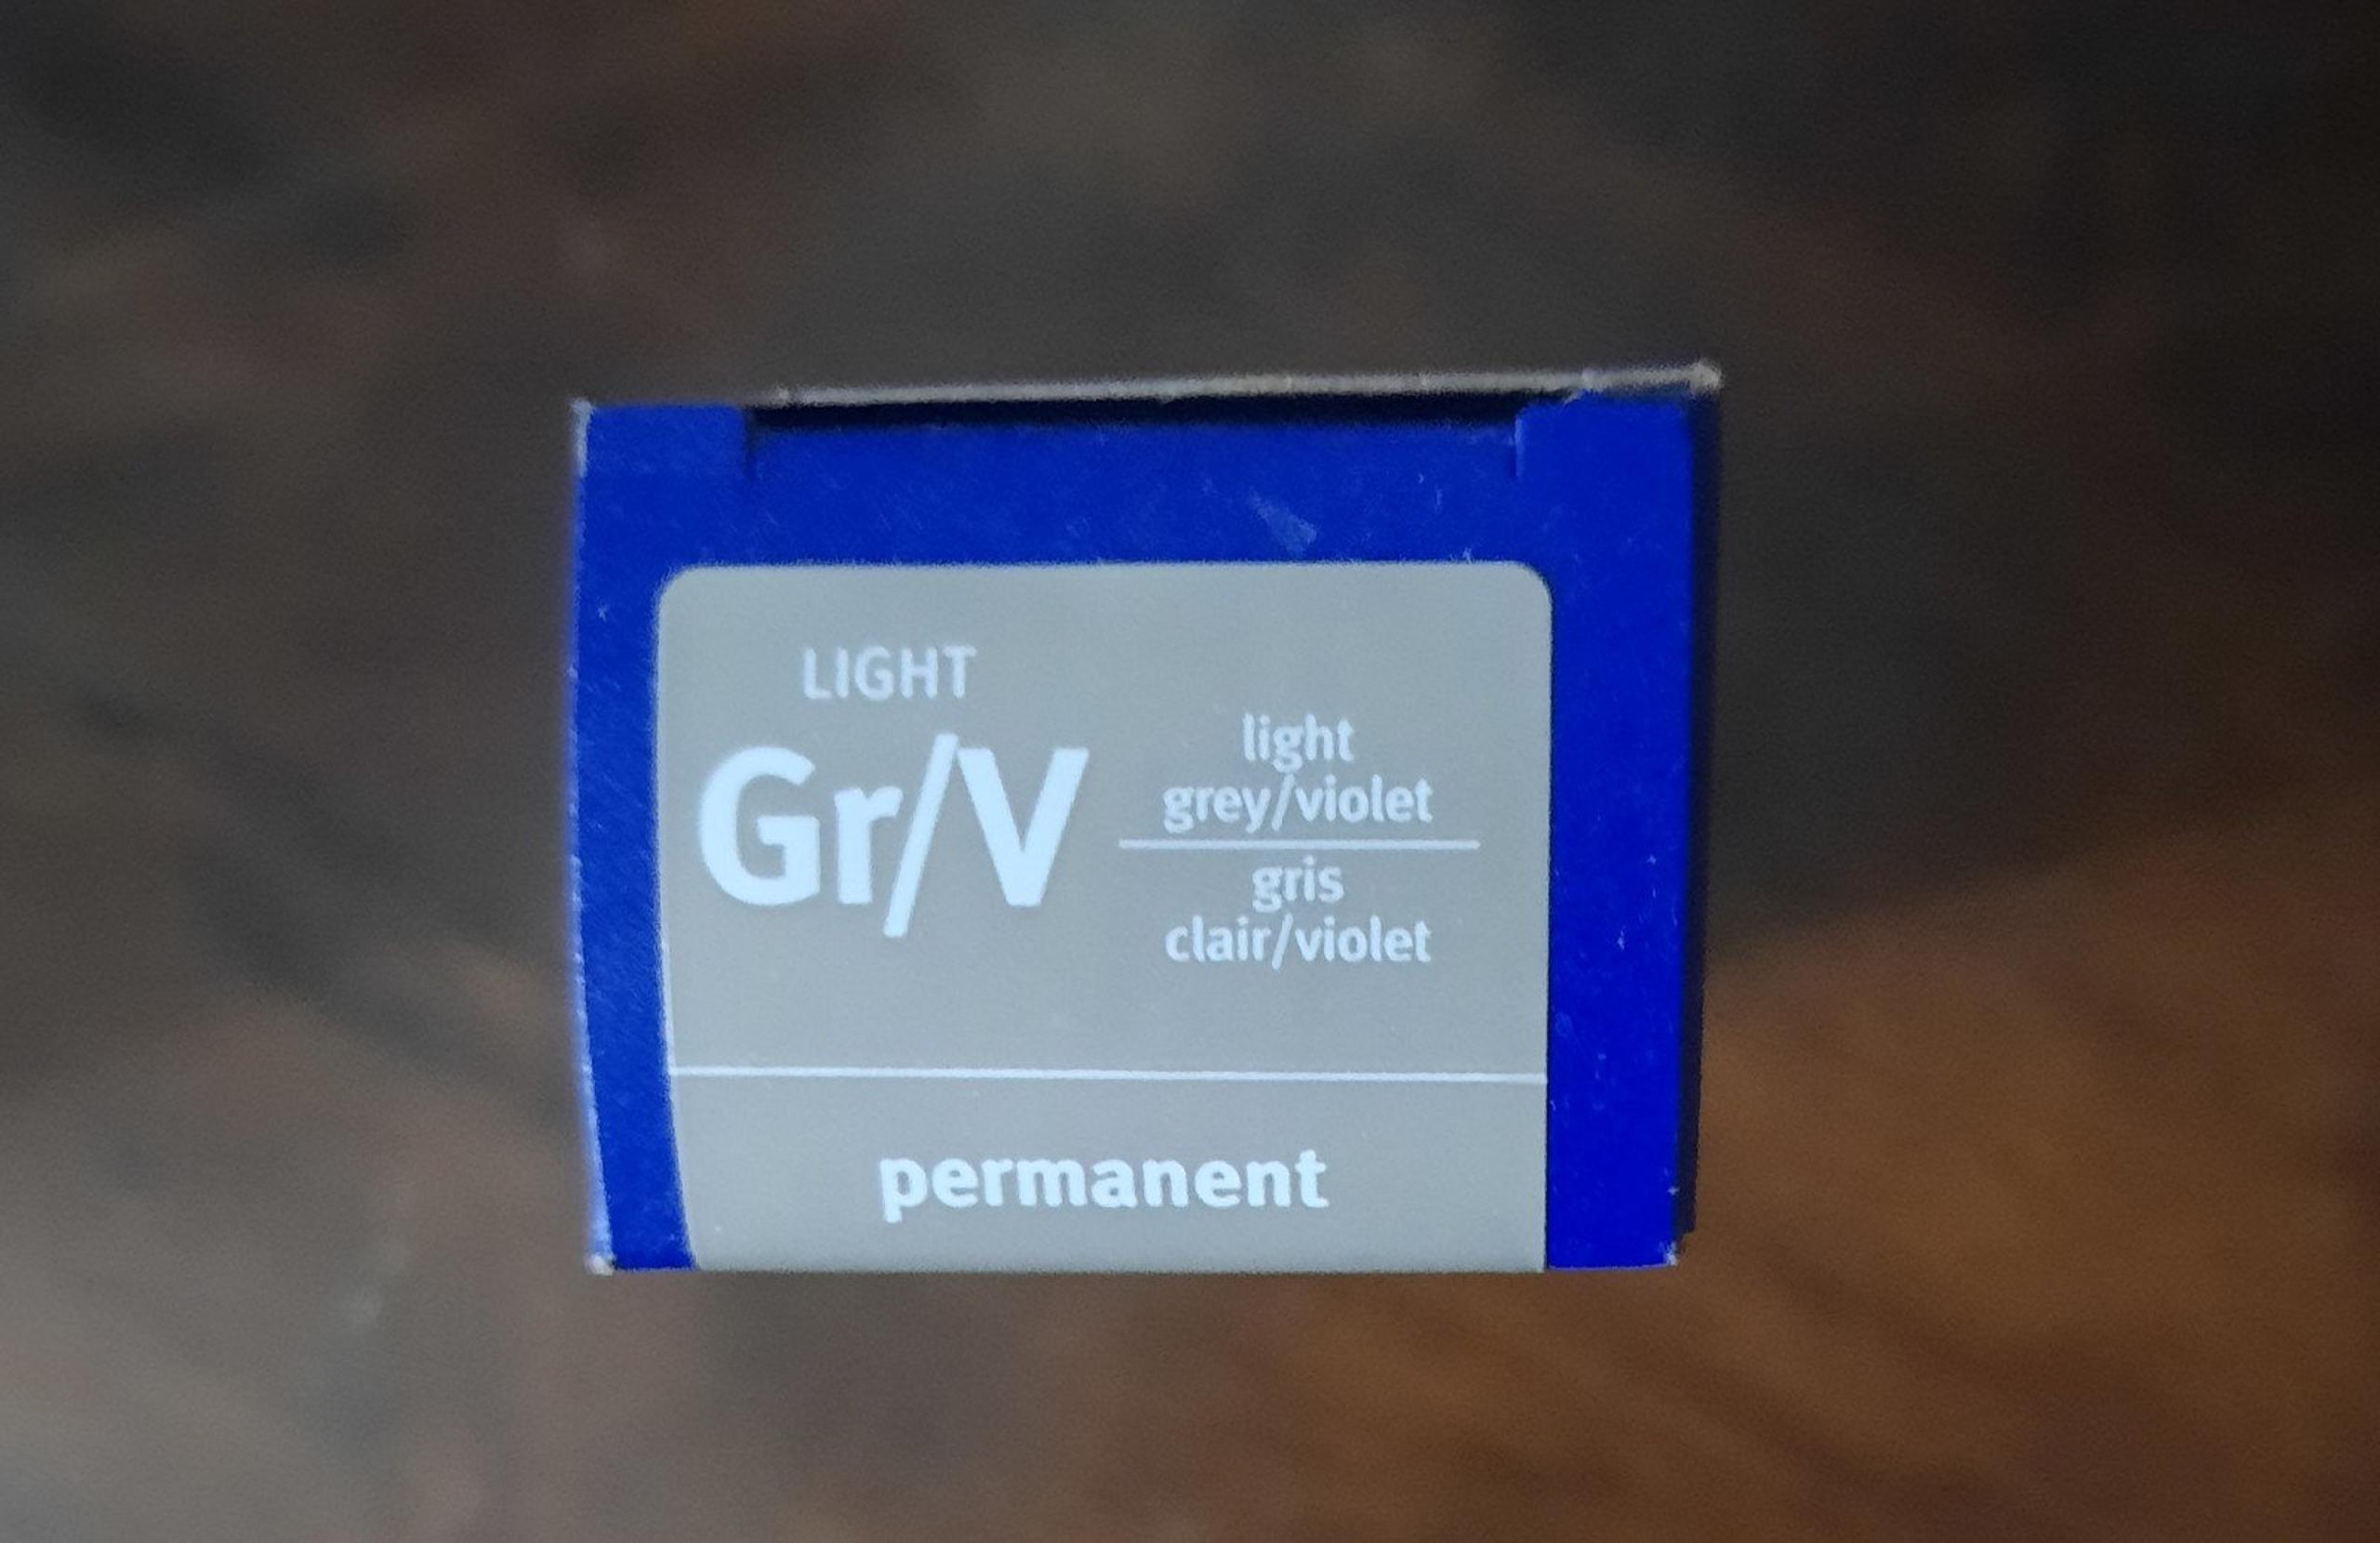 LIGHT
Gr/V
light
grey/violet
gris
clair/violet
permanent